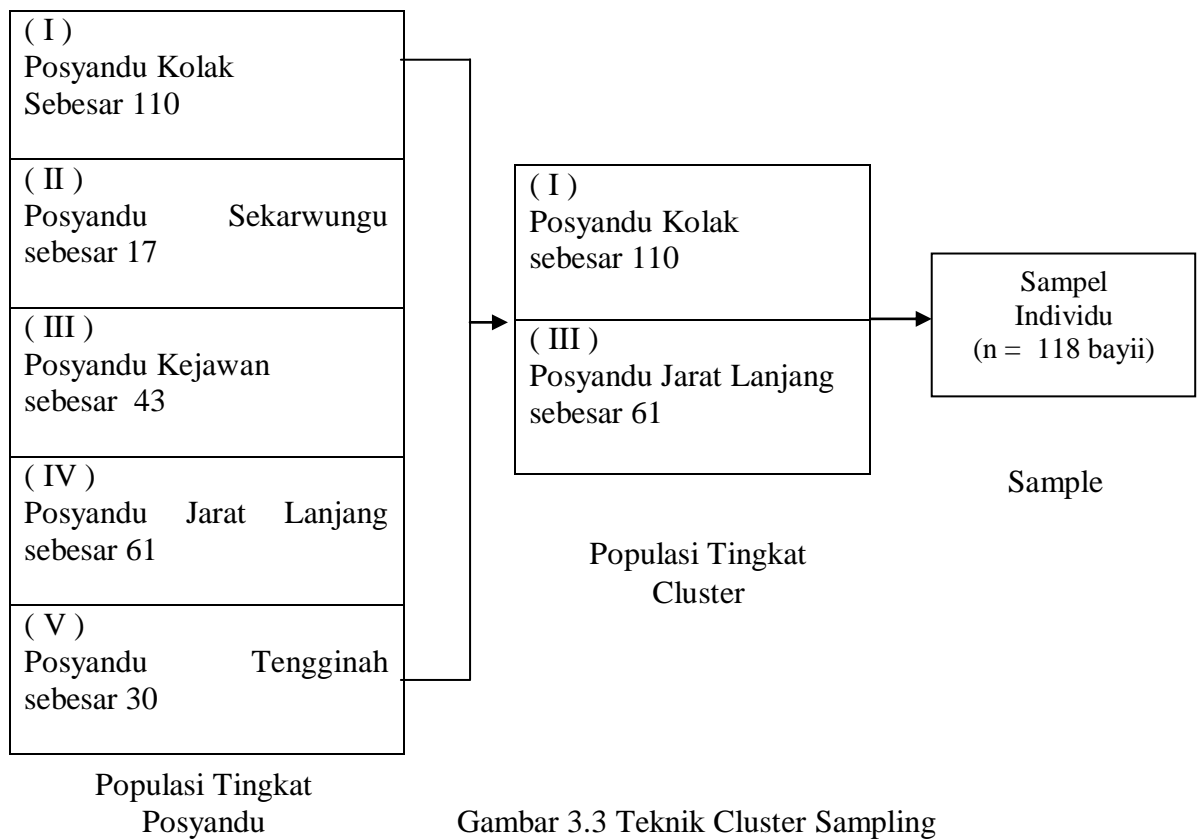 ( I )
Posyandu Kolak
Sebesar 110
( II )
Posyandu Sekarwungu
sebesar 17
( III )
Posyandu Kejawan
sebesar 43
( IV )
Posyandu Jarat Lanjang
sebesar 61
( V )
Posyandu Tengginah
sebesar 30
Populasi Tingkat
Posyandu
( I )
Posyandu Kolak
sebesar 110
( III )
Posyandu Jarat Lanjang
sebesar 61
Populasi Tingkat
Cluster
Sampel
Individu
(n = 118 bayii)
Sample
Gambar 3.3 Teknik Cluster Sampling